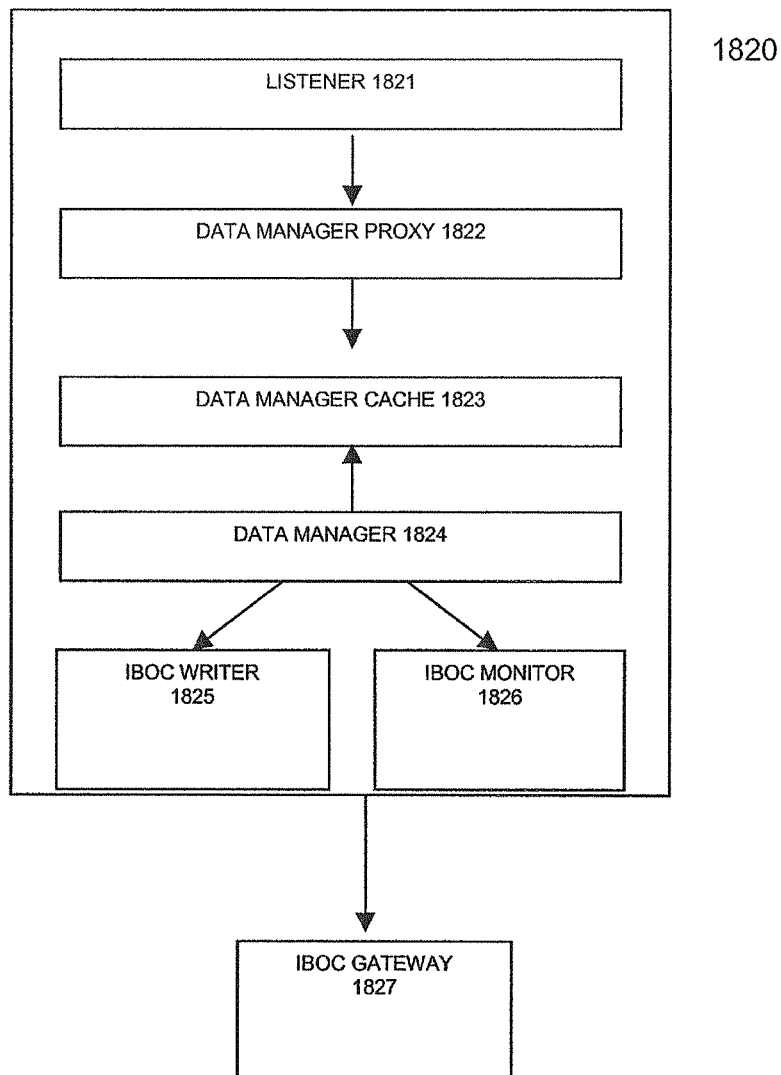 1820
LISTENER 1821
DATA MANAGER PROXY 1822
DATA MANAGER CACHE 1823
DATA MANAGER 1824
IBOC WRITER
1825
IBOC MONITOR
1826
IBOC GATEWAY
1827